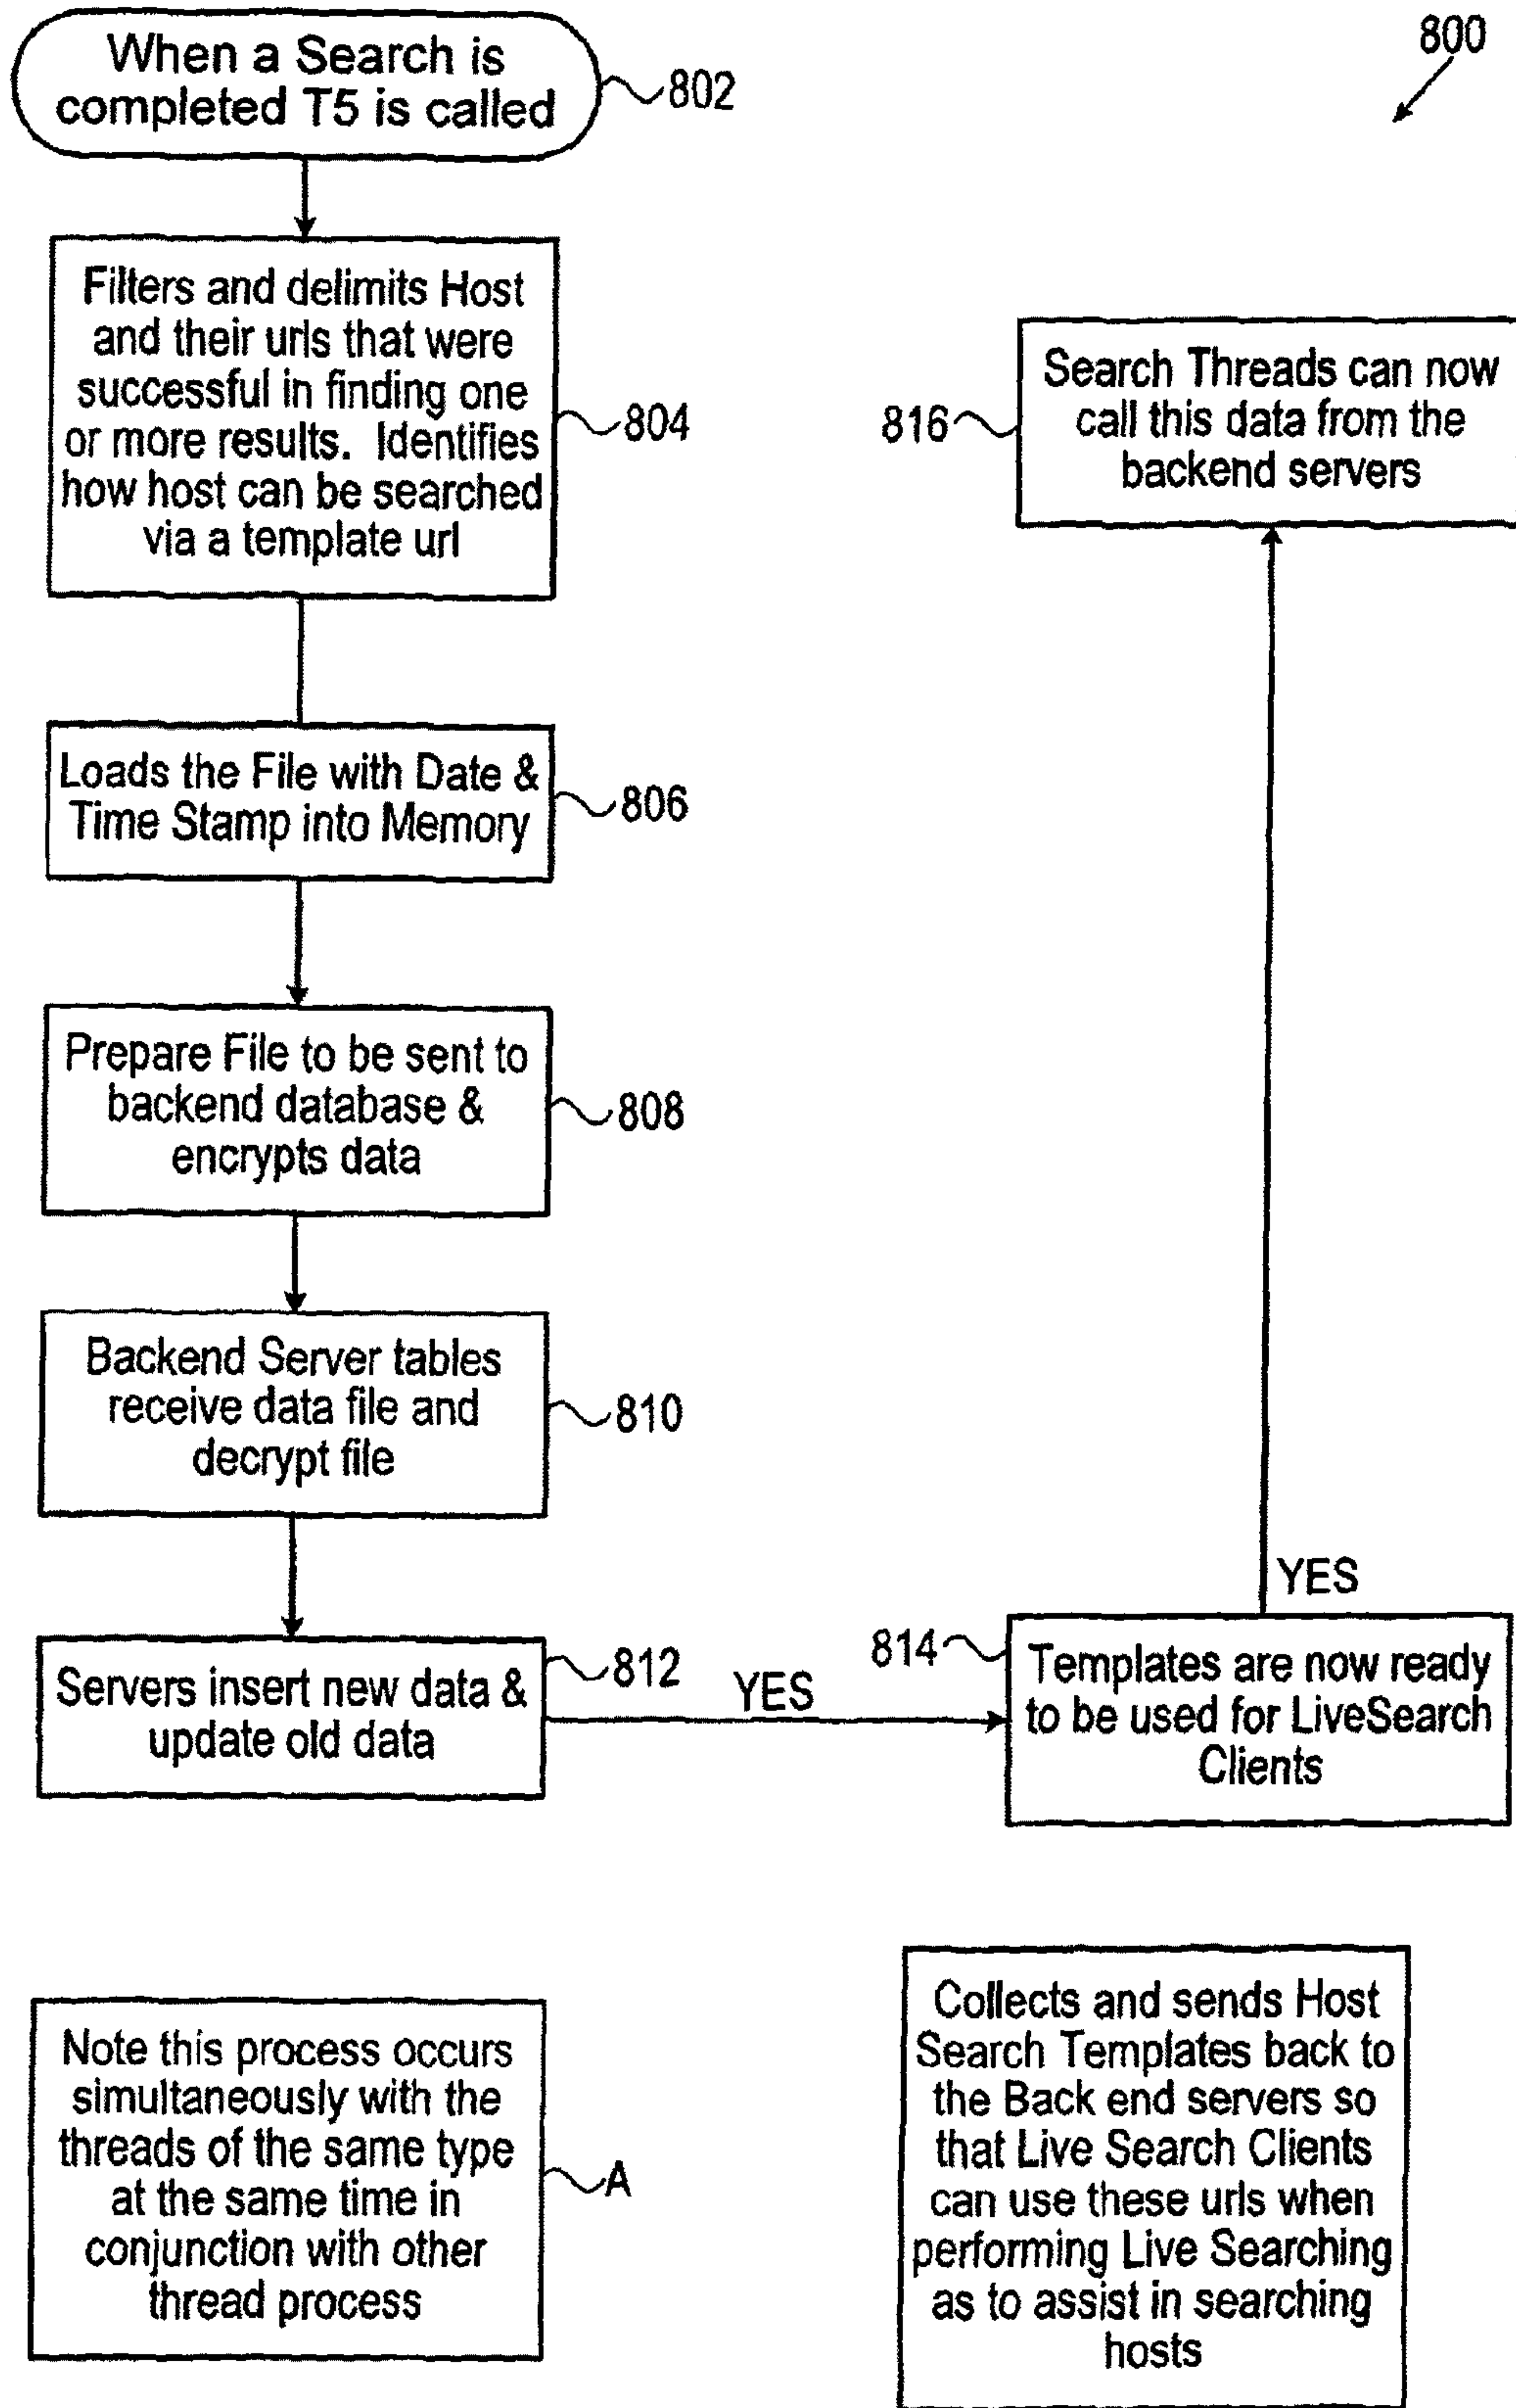 When a Search is
completed T5 is called
802
800
Filters and delimits Host
and their urls that were
successful in finding one
or more results. Identifies
how host can be searched
via a template url
804
816
Search Threads can now
call this data from the
backend servers
Loads the File with Date &
Time Stamp into Memory
806
Prepare File to be sent to
backend database &
encrypts data
808
Backend Server tables
receive data file and
decrypt file
810
Servers insert new data &
update old data
812
YES
814
Templates are now ready
to be used for LiveSearch
Clients
YES
Note this process occurs
simultaneously with the
threads of the same type
at the same time in
conjunction with other
thread process
A
Collects and sends Host
Search Templates back to
the Back end servers so
that Live Search Clients
can use these urls when
performing Live Searching
as to assist in searching
hosts